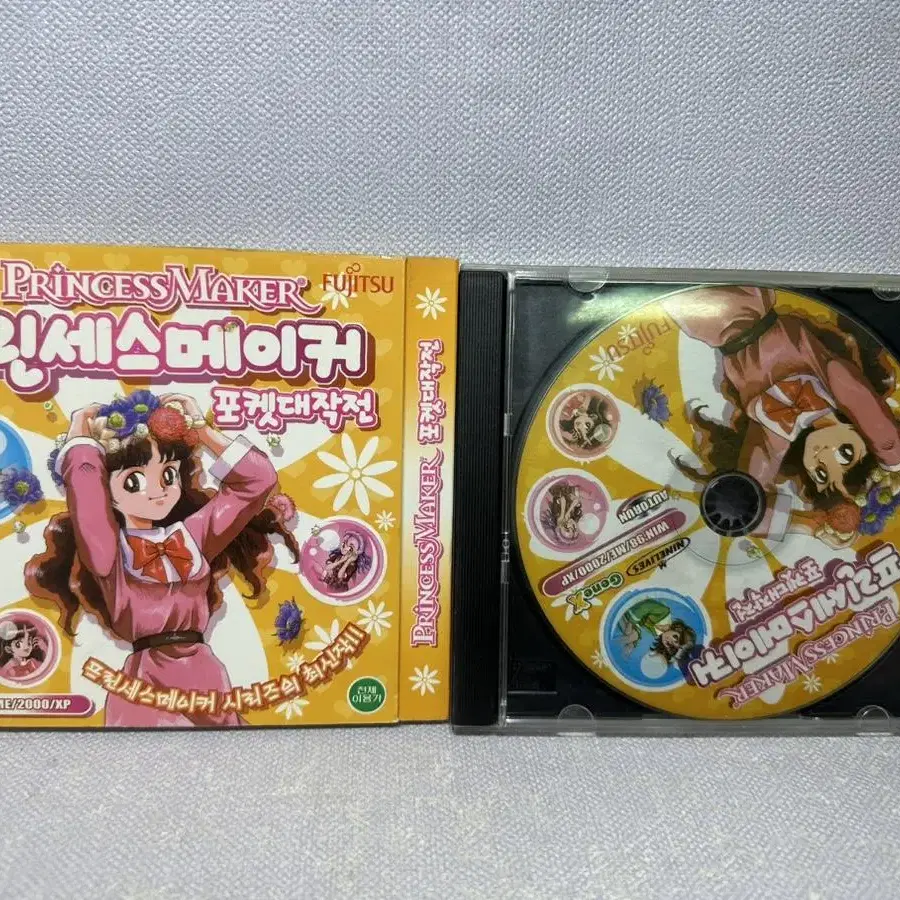 PRINCESS MAKER
FUJITSU
린세스메이커
포켓대작전
프린세스메이커 시리즈의 최신작!!
전체
이용가
ME/2000/XP
PRINCESS MAKER 포켓대작전
FUJITSU
AUTORUN
WIN 98/ME/2000/XP
NINELIVES
GeneX
포켓대작전
프린세스메이커
PRINCESS MAKER